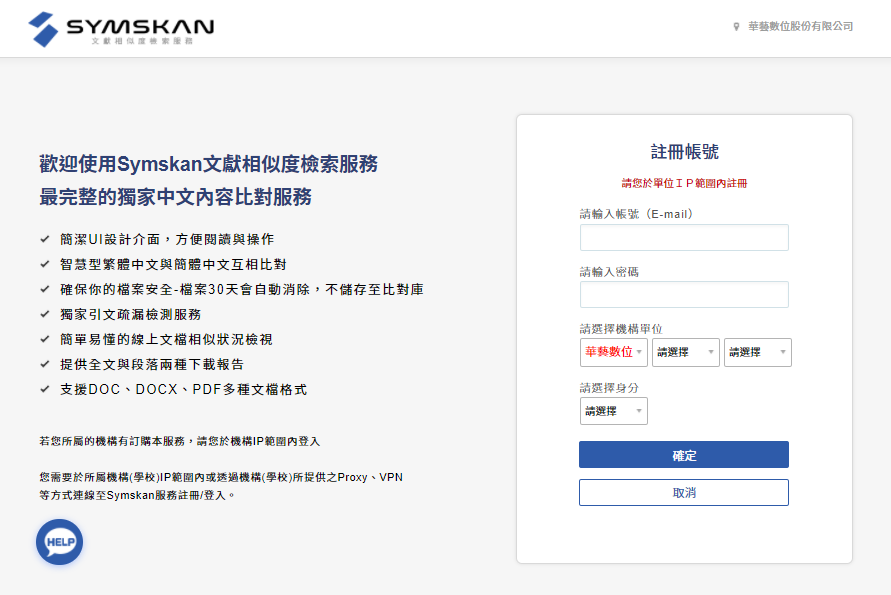 SYMSKAN
文獻相似度檢索服務
華藝數位股份有限公司
歡迎使用Symskan文獻相似度檢索服務
最完整的獨家中文內容比對服務
簡潔UI設計介面，方便閱讀與操作
智慧型繁體中文與簡體中文互相比對
確保你的檔案安全-檔案30天會自動消除，不儲存至比對庫
獨家引文疏漏檢測服務
簡單易懂的線上文檔相似狀況檢視
提供全文與段落兩種下載報告
支援DOC、DOCX、PDF多種文檔格式
若您所屬的機構有訂購本服務，請您於機構IP範圍內登入
您需要於所屬機構(學校)IP範圍內或透過機構(學校)所提供之Proxy、VPN
等方式連線至Symskan服務註冊/登入。
HELP
註冊帳號
請您於單位ＩＰ範圍內註冊
請輸入帳號（E-mail）
請輸入密碼
請選擇機構單位
華藝數位 請選擇 請選擇
請選擇身分
請選擇
確定
取消